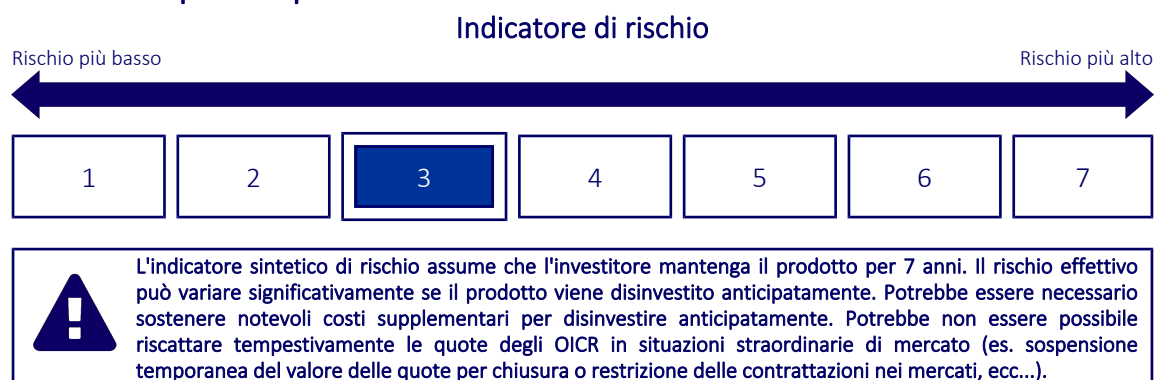 Indicatore di rischio
Rischio più basso Rischio più alto
1 2 3 4 5 6 7
L'indicatore sintetico di rischio assume che l'investitore mantenga il prodotto per 7 anni. Il rischio effettivo
può variare significativamente se il prodotto viene disinvestito anticipatamente. Potrebbe essere necessario
sostenere notevoli costi supplementari per disinvestire anticipatamente. Potrebbe non essere possibile
riscattare tempestivamente le quote degli OICR in situazioni straordinarie di mercato (es. sospensione
temporanea del valore delle quote per chiusura o restrizione delle contrattazioni nei mercati, ecc...).